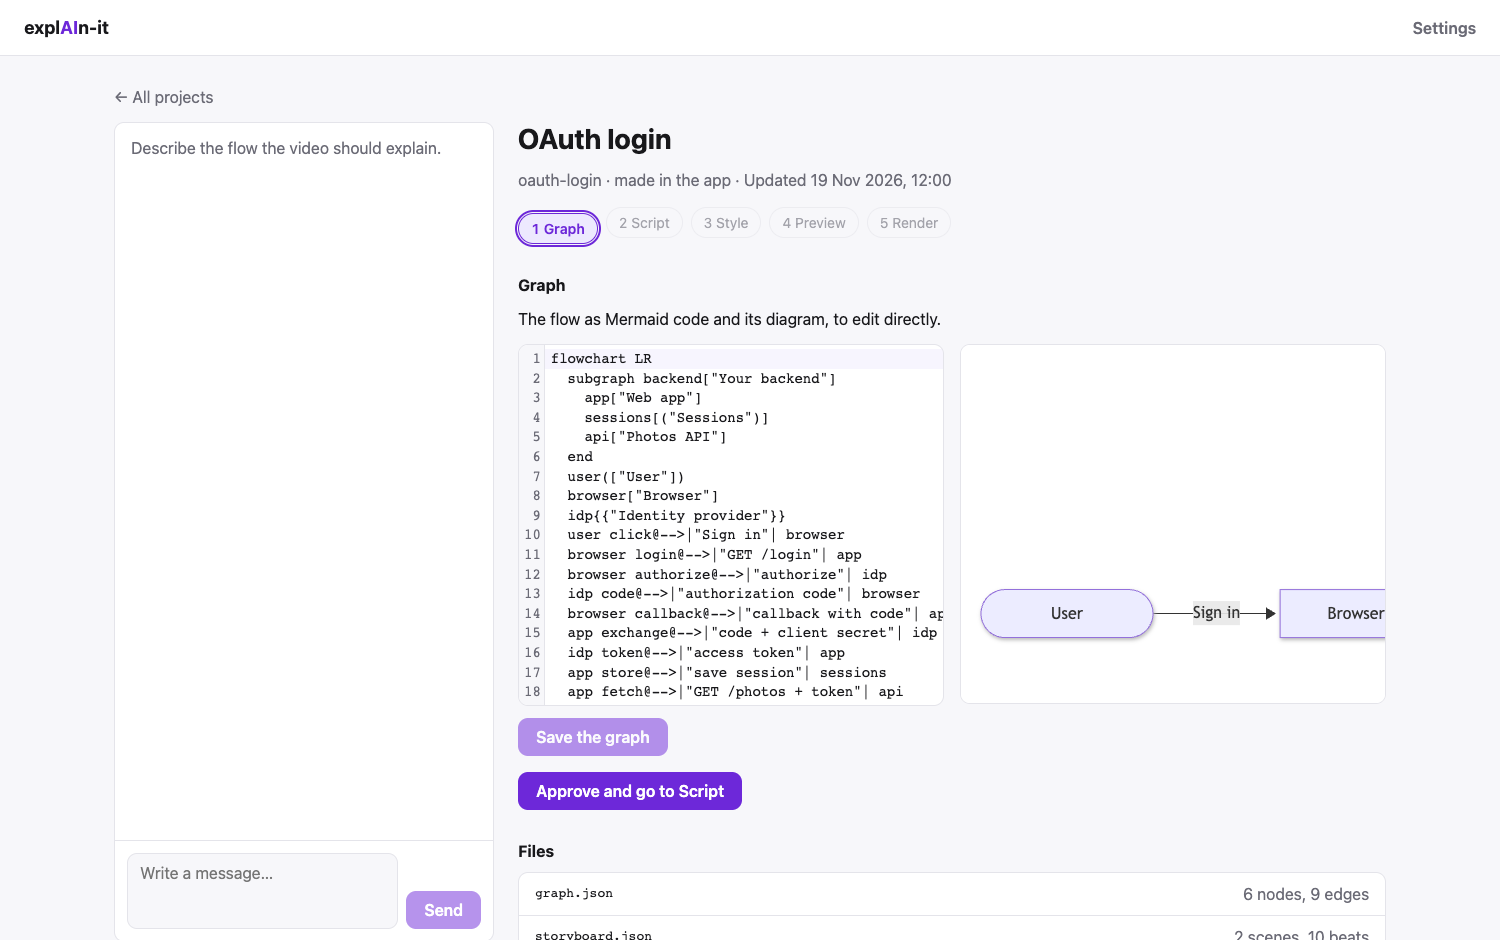 explAIn-it
Settings
← All projects
Describe the flow the video should explain.
Write a message...
Send
OAuth login
oauth-login · made in the app · Updated 19 Nov 2026, 12:00
1 Graph
2 Script
3 Style
4 Preview
5 Render
Graph
The flow as Mermaid code and its diagram, to edit directly.
1 flowchart LR
2 subgraph backend["Your backend"]
3 app["Web app"]
4 sessions[("Sessions")]
5 api["Photos API"]
6 end
7 user(["User"])
8 browser["Browser"]
9 idp{{"Identity provider"}}
10 user click@-->|"Sign in"| browser
11 browser login@-->|"GET /login"| app
12 browser authorize@-->|"authorize"| idp
13 idp code@-->|"authorization code"| browser
14 browser callback@-->|"callback with code"| ap
15 app exchange@-->|"code + client secret"| idp
16 idp token@-->|"access token"| app
17 app store@-->|"save session"| sessions
18 app fetch@-->|"GET /photos + token"| api
User
Sign in
Browser
Save the graph
Approve and go to Script
Files
graph.json
6 nodes, 9 edges
storyboard.json
2 scenes, 10 beats